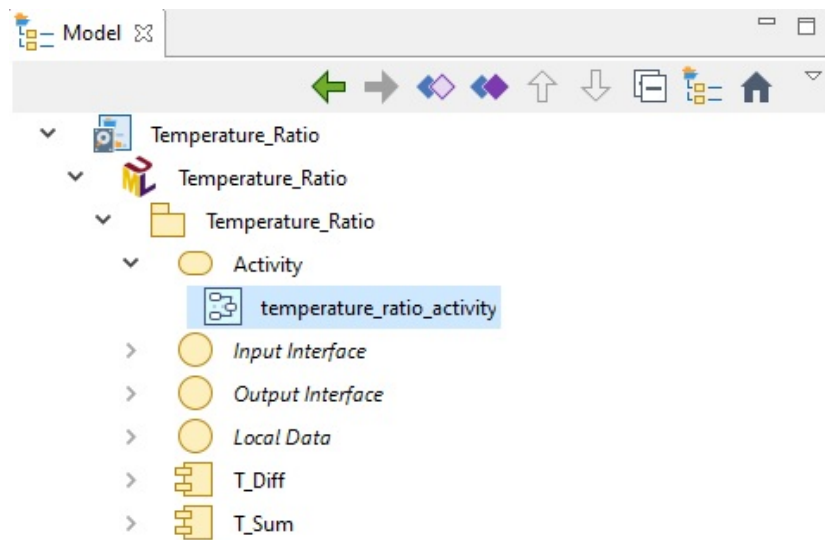 Model
Temperature_Ratio
Temperature_Ratio
Temperature_Ratio
Activity
temperature_ratio_activity
Input Interface
Output Interface
Local Data
T_Diff
T_Sum